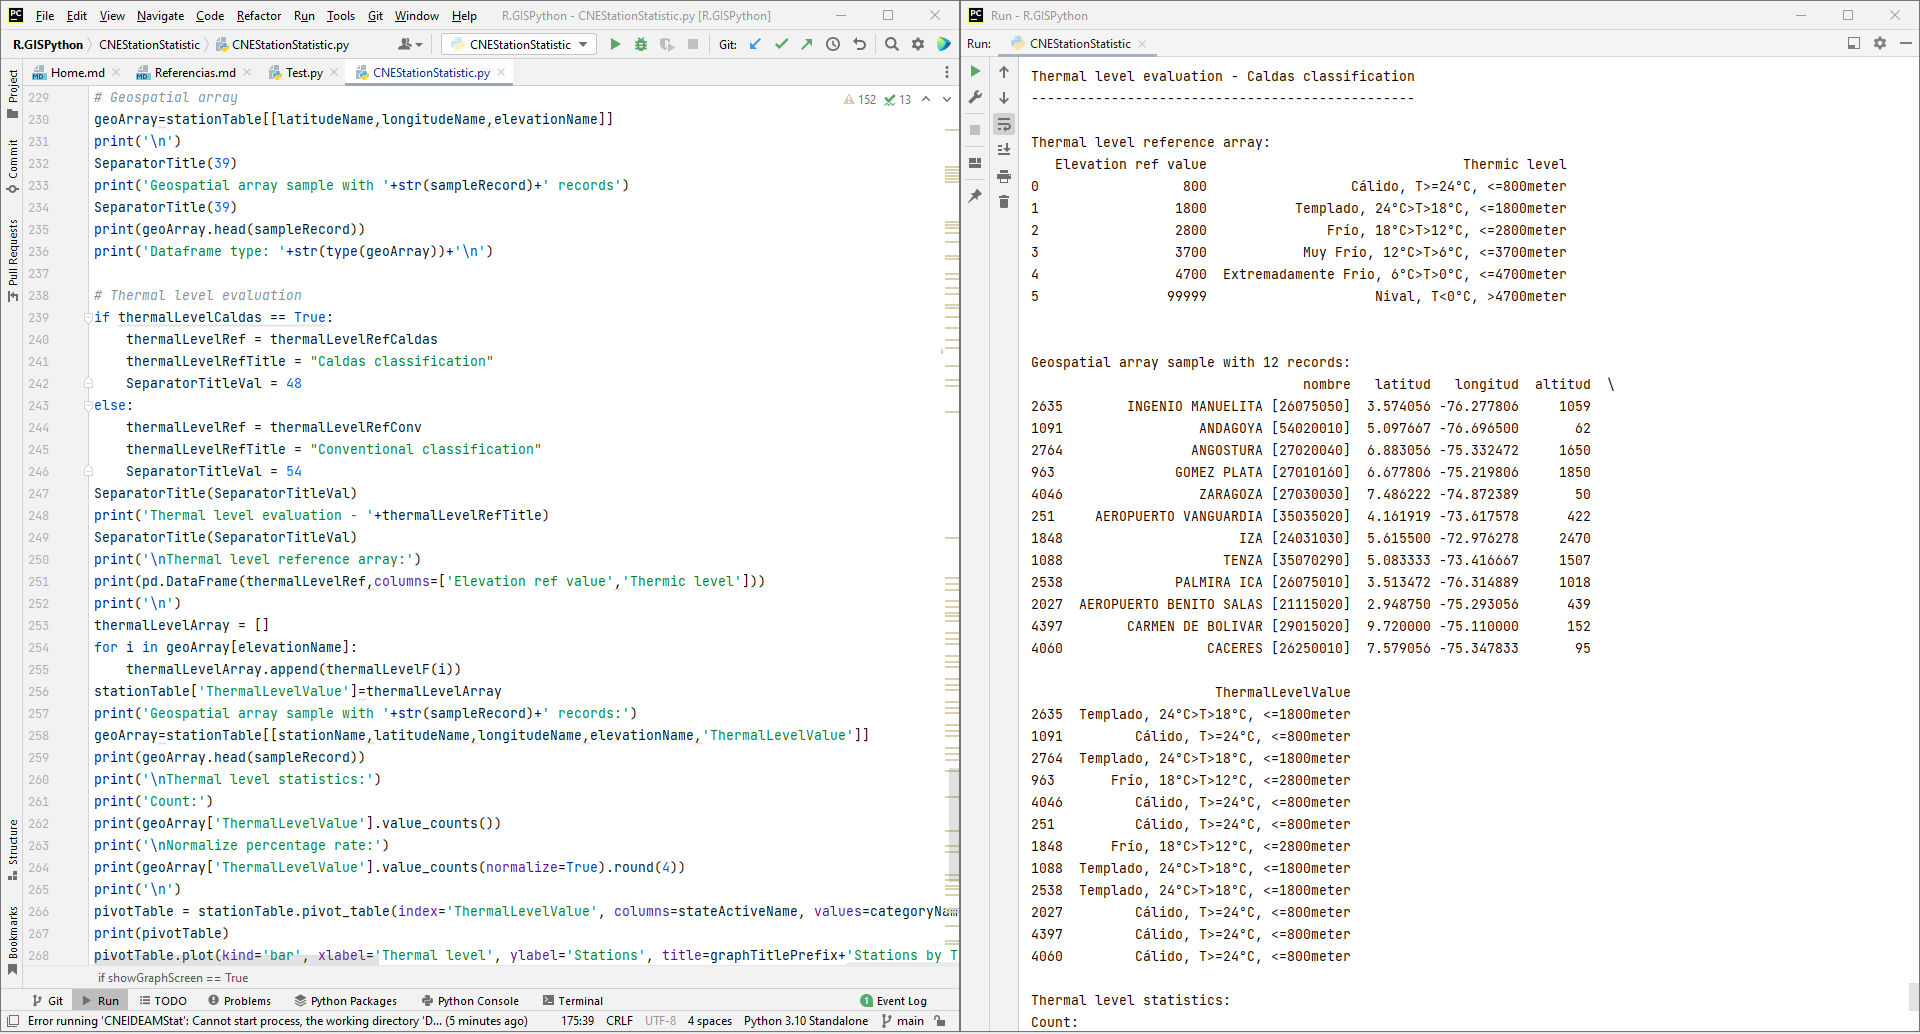 File Edit View Navigate Code Refactor Run Tools Git Window Help R.GISPython - CNEStationStatistic.py [R.GISPython]
R.GISPython CNEStationStatistic CNEStationStatistic.py CNEStationStatistic Git:
Home.md Referencias.md Test.py CNEStationStatistic.py
152 13
Project
Commit
Pull Requests
Structure
Bookmarks
229 # Geospatial array
230 geoArray=stationTable[[latitudeName,longitudeName,elevationName]]
231 print('\n')
232 SeparatorTitle(39)
233 print('Geospatial array sample with '+str(sampleRecord)+' records')
234 SeparatorTitle(39)
235 print(geoArray.head(sampleRecord))
236 print('Dataframe type: '+str(type(geoArray))+'\n')
237
238 # Thermal level evaluation
239 if thermalLevelCaldas == True:
240     thermalLevelRef = thermalLevelRefCaldas
241     thermalLevelRefTitle = "Caldas classification"
242     SeparatorTitleVal = 48
243 else:
244     thermalLevelRef = thermalLevelRefConv
245     thermalLevelRefTitle = "Conventional classification"
246     SeparatorTitleVal = 54
247 SeparatorTitle(SeparatorTitleVal)
248 print('Thermal level evaluation - '+thermalLevelRefTitle)
249 SeparatorTitle(SeparatorTitleVal)
250 print('\nThermal level reference array:')
251 print(pd.DataFrame(thermalLevelRef,columns=['Elevation ref value','Thermic level']))
252 print('\n')
253 thermalLevelArray = []
254 for i in geoArray[elevationName]:
255     thermalLevelArray.append(thermalLevelF(i))
256 stationTable['ThermalLevelValue']=thermalLevelArray
257 print('Geospatial array sample with '+str(sampleRecord)+' records:')
258 geoArray=stationTable[[stationName,latitudeName,longitudeName,elevationName,'ThermalLevelValue']]
259 print(geoArray.head(sampleRecord))
260 print('\nThermal level statistics:')
261 print('Count:')
262 print(geoArray['ThermalLevelValue'].value_counts())
263 print('\nNormalize percentage rate:')
264 print(geoArray['ThermalLevelValue'].value_counts(normalize=True).round(4))
265 print('\n')
266 pivotTable = stationTable.pivot_table(index='ThermalLevelValue', columns=stateActiveName, values=categoryNam
267 print(pivotTable)
268 pivotTable.plot(kind='bar', xlabel='Thermal level', ylabel='Stations', title=graphTitlePrefix+'Stations by T
if showGraphScreen == True
Git Run TODO Problems Python Packages Python Console Terminal 1 Event Log
Error running 'CNEIDEAMStat': Cannot start process, the working directory 'D... (5 minutes ago) 175:39 CRLF UTF-8 4 spaces Python 3.10 Standalone main
Run - R.GISPython
Run: CNEStationStatistic
Thermal level evaluation - Caldas classification
------------------------------------------------
Thermal level reference array:
Elevation ref value Thermic level
0 800 Cálido, T>=24°C, <=800meter
1 1800 Templado, 24°C>T>18°C, <=1800meter
2 2800 Frío, 18°C>T>12°C, <=2800meter
3 3700 Muy Frío, 12°C>T>6°C, <=3700meter
4 4700 Extremadamente Frio, 6°C>T>0°C, <=4700meter
5 99999 Nival, T<0°C, >4700meter
Geospatial array sample with 12 records:
nombre latitud longitud altitud \
2635 INGENIO MANUELITA [26075050] 3.574056 -76.277806 1059
1091 ANDAGOYA [54020010] 5.097667 -76.696500 62
2764 ANGOSTURA [27020040] 6.883056 -75.332472 1650
963 GOMEZ PLATA [27010160] 6.677806 -75.219806 1850
4046 ZARAGOZA [27030030] 7.486222 -74.872389 50
251 AEROPUERTO VANGUARDIA [35035020] 4.161919 -73.617578 422
1848 IZA [24031030] 5.615500 -72.976278 2470
1088 TENZA [35070290] 5.083333 -73.416667 1507
2538 PALMIRA ICA [26075010] 3.513472 -76.314889 1018
2027 AEROPUERTO BENITO SALAS [21115020] 2.948750 -75.293056 439
4397 CARMEN DE BOLIVAR [29015020] 9.720000 -75.110000 152
4060 CACERES [26250010] 7.579056 -75.347833 95
ThermalLevelValue
2635 Templado, 24°C>T>18°C, <=1800meter
1091 Cálido, T>=24°C, <=800meter
2764 Templado, 24°C>T>18°C, <=1800meter
963 Frío, 18°C>T>12°C, <=2800meter
4046 Cálido, T>=24°C, <=800meter
251 Cálido, T>=24°C, <=800meter
1848 Frío, 18°C>T>12°C, <=2800meter
1088 Templado, 24°C>T>18°C, <=1800meter
2538 Templado, 24°C>T>18°C, <=1800meter
2027 Cálido, T>=24°C, <=800meter
4397 Cálido, T>=24°C, <=800meter
4060 Cálido, T>=24°C, <=800meter
Thermal level statistics:
Count: